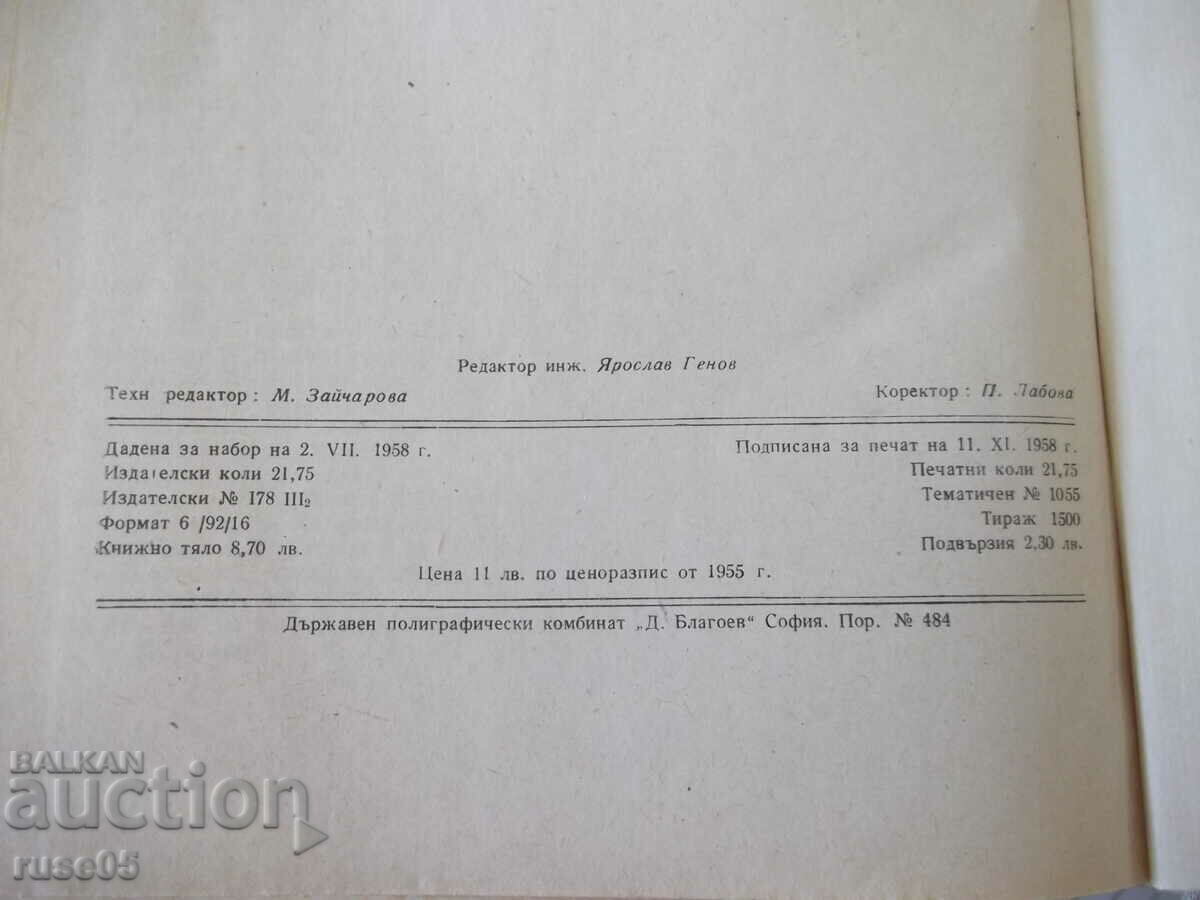 Редактор инж. Ярослав Генов
Техн редактор: М. Зайчарова Коректор: П. Лабова
Дадена за набор на 2. VII. 1958 г. Подписана за печат на 11. XI. 1958 г.
Издателски коли 21,75 Печатни коли 21,75
Издателски № 178 III2 Тематичен № 1055
Формат 6 /92/16 Тираж 1500
Книжно тяло 8,70 лв. Подвързия 2,30 лв.
Цена 11 лв. по ценоразпис от 1955 г.
Държавен полиграфически комбинат „Д. Благоев“ София. Пор. № 484
BALKAN
auction
ruse05